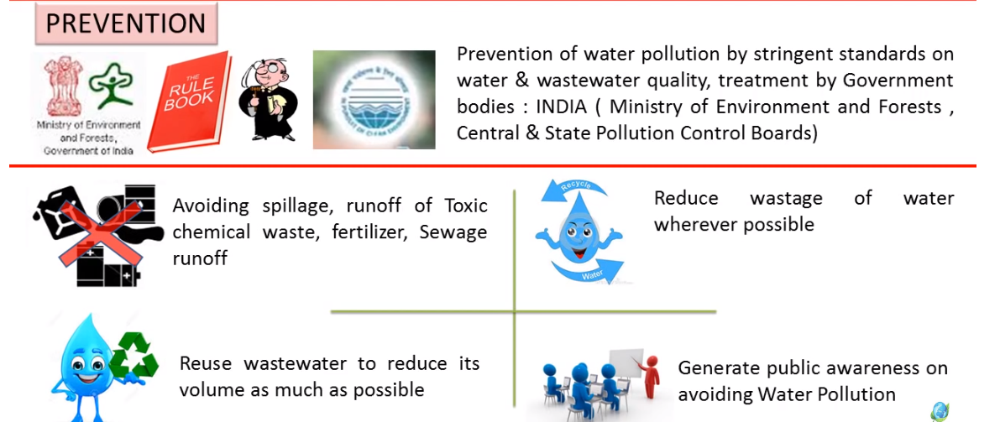 PREVENTION
Ministry of Environment
and Forests,
Government of India
THE
RULE
BOOK
Prevention of water pollution by stringent standards on
water & wastewater quality, treatment by Government
bodies : INDIA ( Ministry of Environment and Forests ,
Central & State Pollution Control Boards)
Avoiding spillage, runoff of Toxic
chemical waste, fertilizer, Sewage
runoff
Recycle
Water
Reduce wastage of water
wherever possible
Reuse wastewater to reduce its
volume as much as possible
Generate public awareness on
avoiding Water Pollution